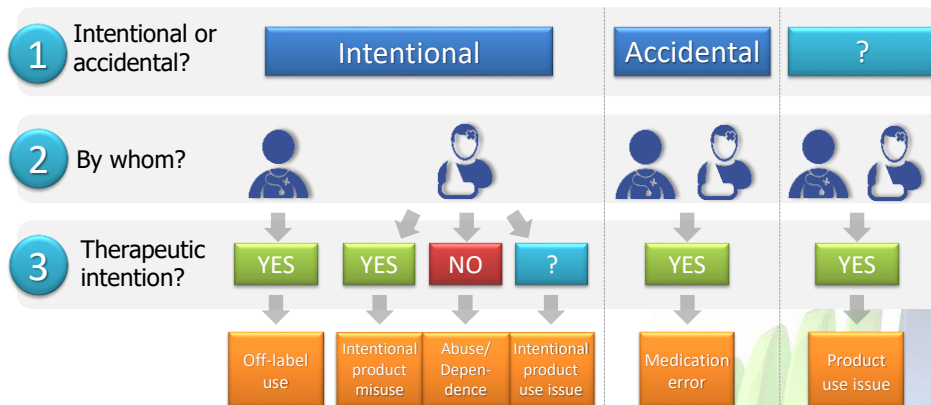 1
Intentional or
accidental?
Intentional
Accidental
?
2
By whom?
3
Therapeutic
intention?
YES
YES
NO
?
YES
YES
Off-label
use
Intentional
product
misuse
Abuse/
Depen-
dence
Intentional
product
use issue
Medication
error
Product
use issue